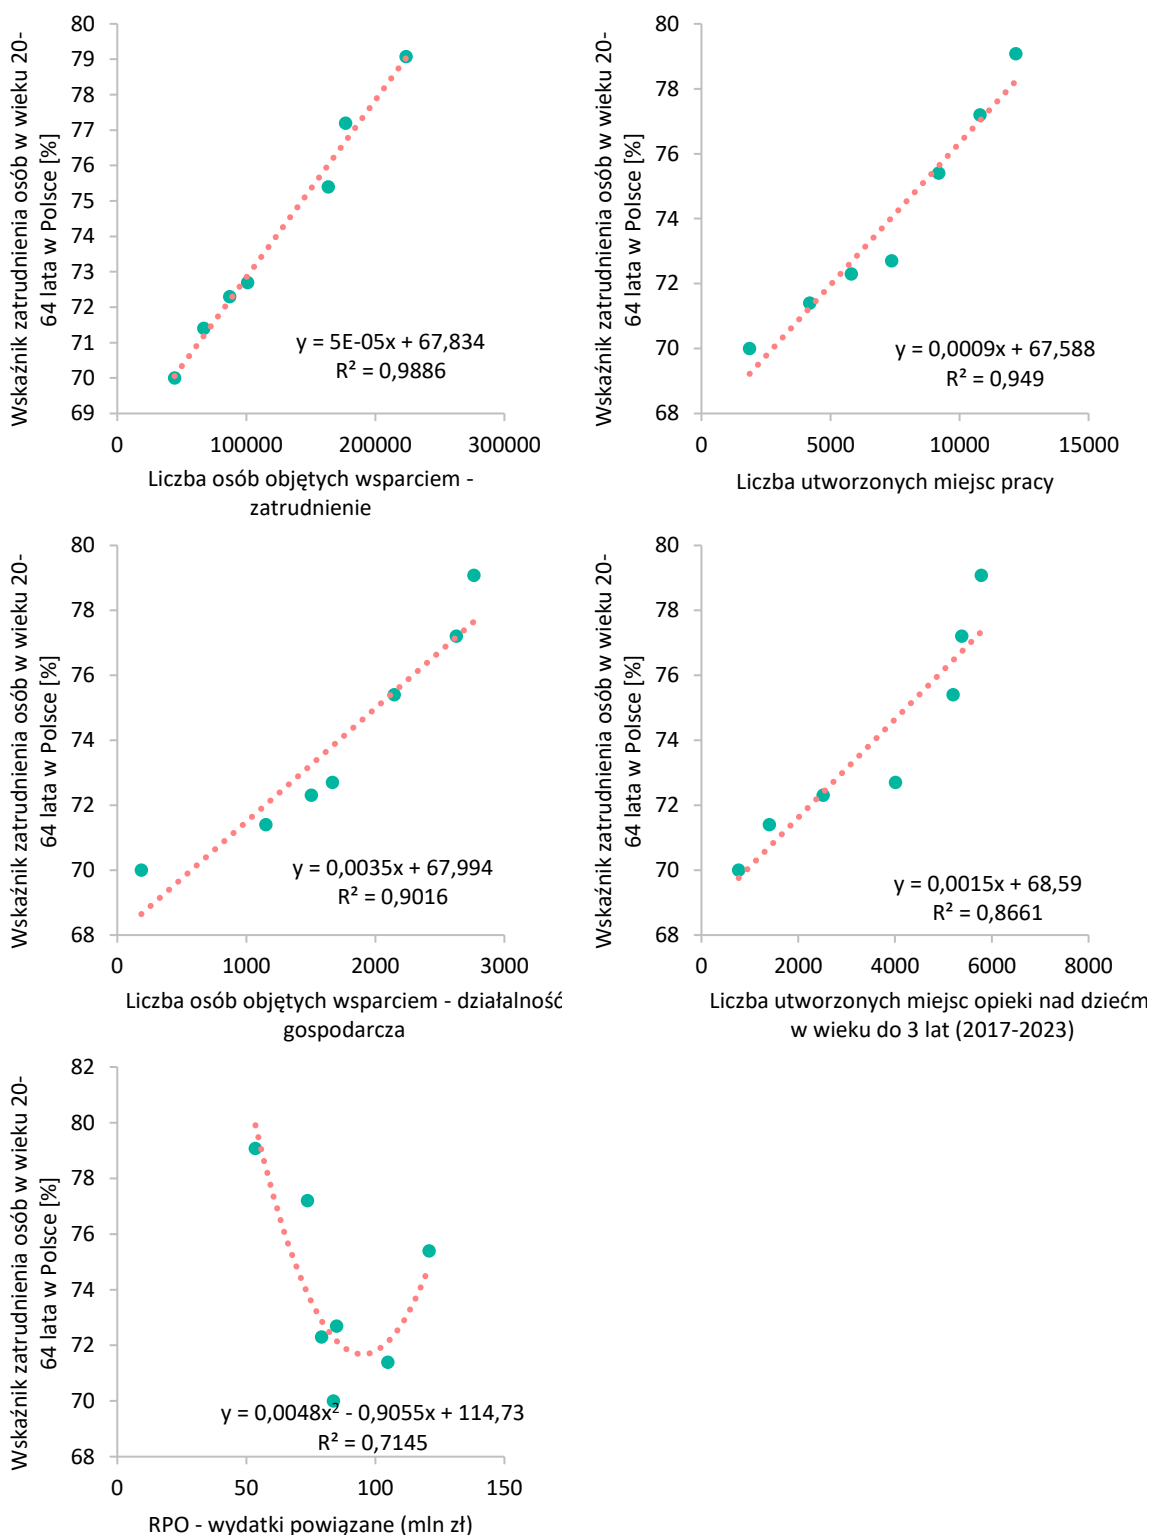 Wskaźnik zatrudnienia osób w wieku 20-
64 lata w Polsce [%]
80
79
78
77
76
75
74
73
72
71
70
69
y = 5E-05x + 67,834
R² = 0,9886
0 100000 200000 300000
Liczba osób objętych wsparciem -
zatrudnienie
Wskaźnik zatrudnienia osób w wieku 20-
64 lata w Polsce [%]
80
78
76
74
72
70
68
y = 0,0009x + 67,588
R² = 0,949
0 5000 10000 15000
Liczba utworzonych miejsc pracy
Wskaźnik zatrudnienia osób w wieku 20-
64 lata w Polsce [%]
80
78
76
74
72
70
68
y = 0,0035x + 67,994
R² = 0,9016
0 1000 2000 3000
Liczba osób objętych wsparciem - działalność
gospodarcza
Wskaźnik zatrudnienia osób w wieku 20-
64 lata w Polsce [%]
80
78
76
74
72
70
68
y = 0,0015x + 68,59
R² = 0,8661
0 2000 4000 6000 8000
Liczba utworzonych miejsc opieki nad dziećm
w wieku do 3 lat (2017-2023)
Wskaźnik zatrudnienia osób w wieku 20-
64 lata w Polsce [%]
82
80
78
76
74
72
70
68
y = 0,0048x² - 0,9055x + 114,73
R² = 0,7145
0 50 100 150
RPO - wydatki powiązane (mln zł)